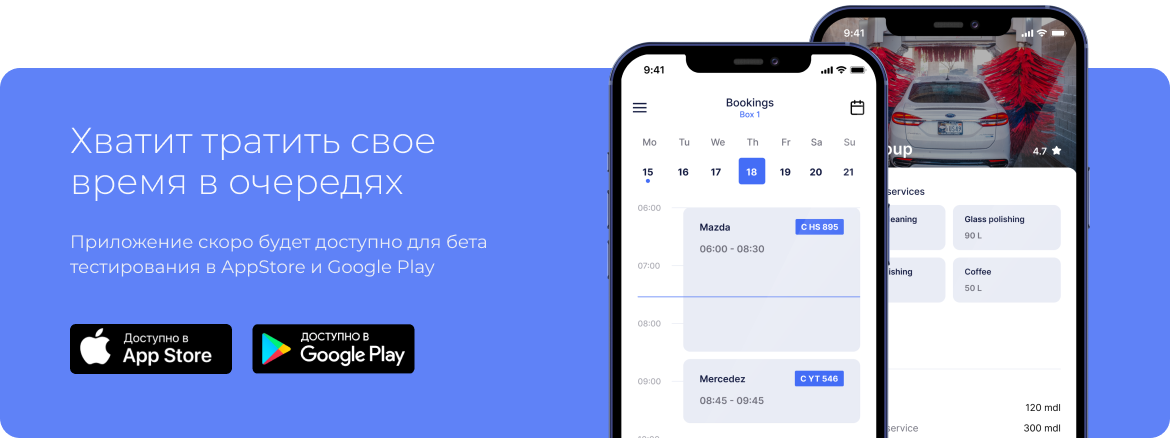 Хватит тратить свое
время в очередях
Приложение скоро будет доступно для бета
тестирования в AppStore и Google Play
Доступно в
App Store
ДОСТУПНО В
Google Play
9:41
Bookings
Box 1
Mo Tu We Th Fr Sa Su
15 16 17 18 19 20 21
06:00
Mazda C HS 895
06:00 - 08:30
07:00
08:00
09:00
Mercedez C YT 546
08:45 - 09:45
9:41
4.7
services
Glass polishing
90 L
Coffee
50 L
120 mdl
300 mdl